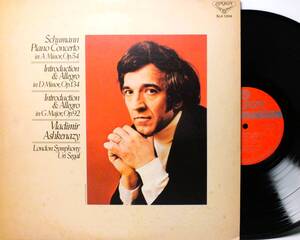 Schumann
Piano Concerto
in A Minor, Op.54
Introduction
& Allegro
in D Minor, Op.134
Introduction
& Allegro
in G Major, Op.92
Vladimir
Ashkenazy
London Symphony
Uri Segal
LONDON